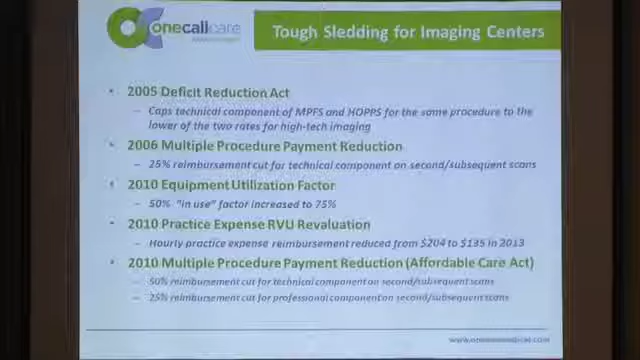 onecallcare
Tough Sledding for Imaging Centers
• 2005 Deficit Reduction Act
– Caps technical component of MPFS and HOPPS for the same procedure to the
lower of the two rates for high-tech imaging
• 2006 Multiple Procedure Payment Reduction
– 25% reimbursement cut for technical component on second/subsequent scans
• 2010 Equipment Utilization Factor
– 50% "in use" factor increased to 75%
• 2010 Practice Expense RVU Revaluation
– Hourly practice expense reimbursement reduced from $204 to $135 in 2013
• 2010 Multiple Procedure Payment Reduction (Affordable Care Act)
– 50% reimbursement cut for technical component on second/subsequent scans
– 25% reimbursement cut for professional component on second/subsequent scans